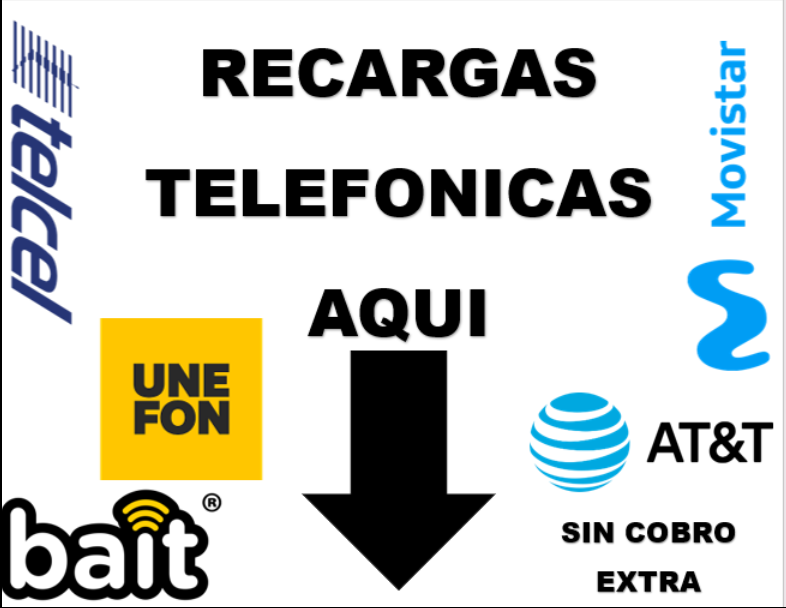 RECARGAS
TELEFONICAS
AQUI
telcel
Movistar
UNE
FON
AT&T
bait®
SIN COBRO
EXTRA